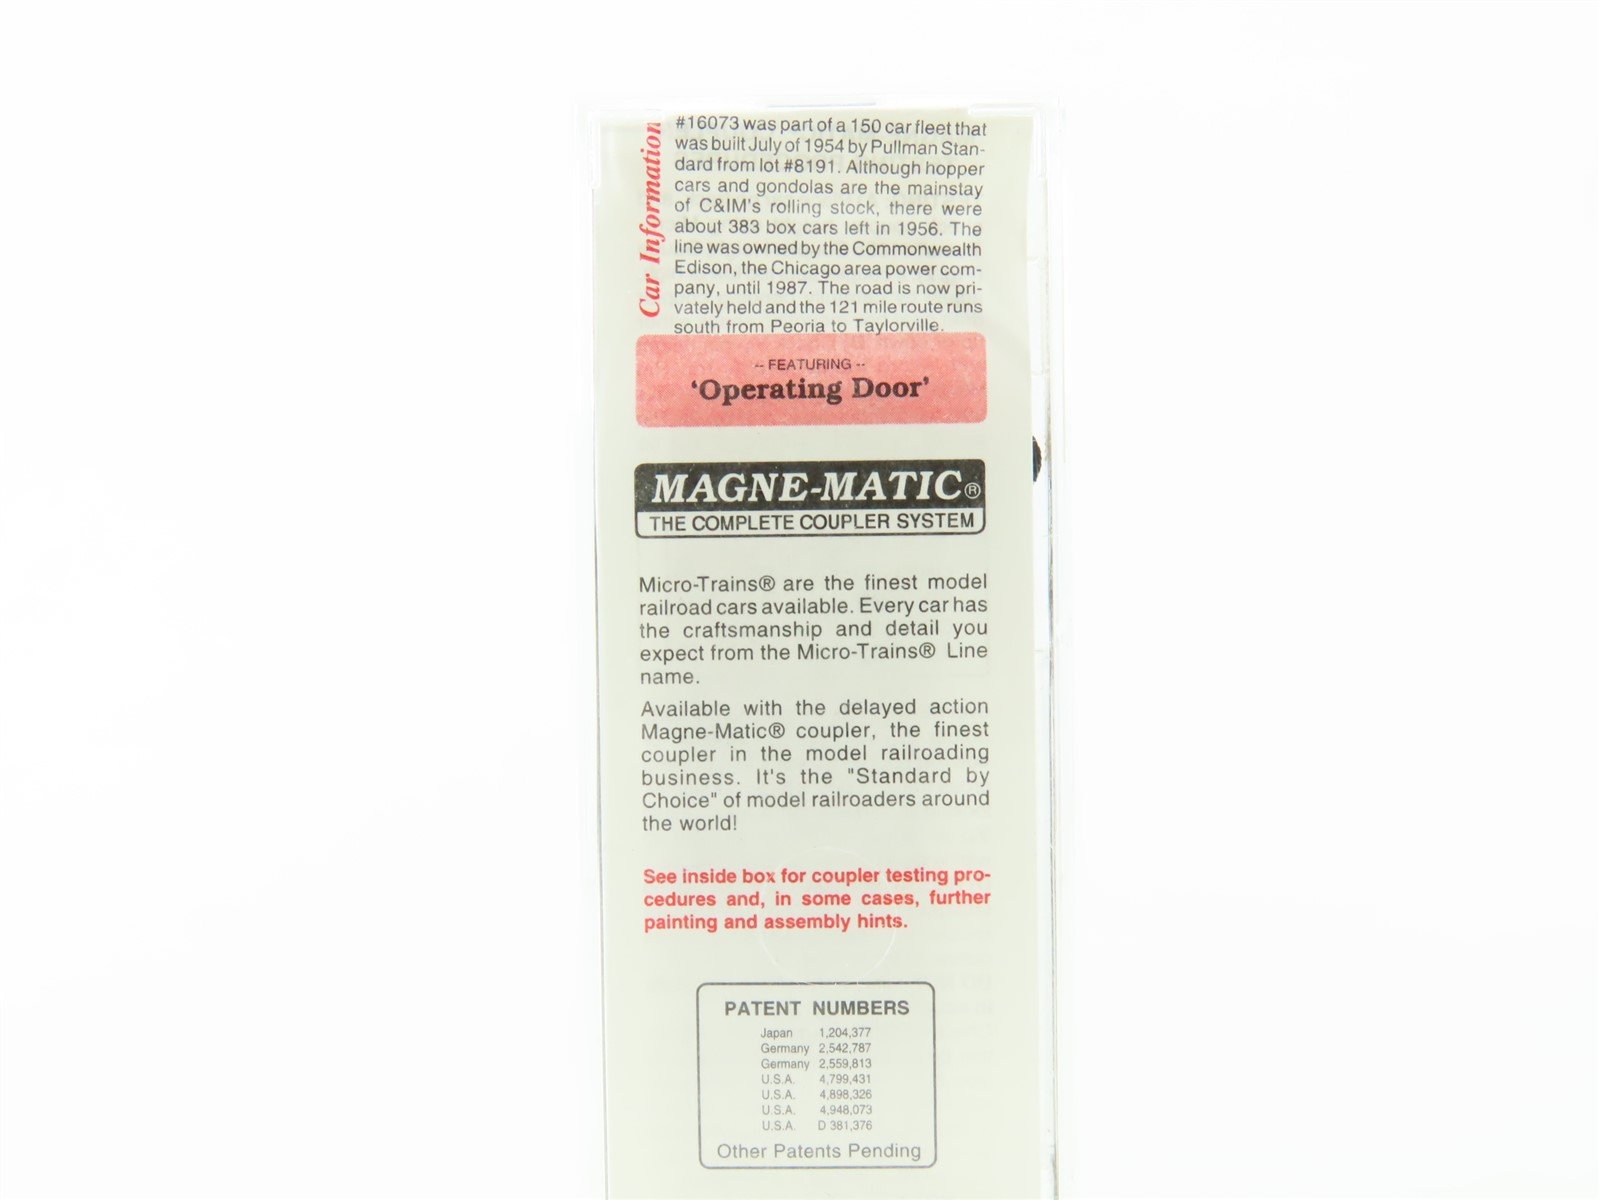 Car Information
#16073 was part of a 150 car fleet that
was built July of 1954 by Pullman Stan-
dard from lot #8191. Although hopper
cars and gondolas are the mainstay
of C&IM's rolling stock, there were
about 383 box cars left in 1956. The
line was owned by the Commonwealth
Edison, the Chicago area power com-
pany, until 1987. The road is now pri-
vately held and the 121 mile route runs
south from Peoria to Taylorville.
-- FEATURING --
'Operating Door'
MAGNE-MATIC®
THE COMPLETE COUPLER SYSTEM
Micro-Trains® are the finest model
railroad cars available. Every car has
the craftsmanship and detail you
expect from the Micro-Trains® Line
name.
Available with the delayed action
Magne-Matic® coupler, the finest
coupler in the model railroading
business. It's the "Standard by
Choice" of model railroaders around
the world!
See inside box for coupler testing pro-
cedures and, in some cases, further
painting and assembly hints.
PATENT NUMBERS
Japan 1,204,377
Germany 2,542,787
Germany 2,559,813
U.S.A. 4,799,431
U.S.A. 4,898,326
U.S.A. 4,948,073
U.S.A. D 381,376
Other Patents Pending